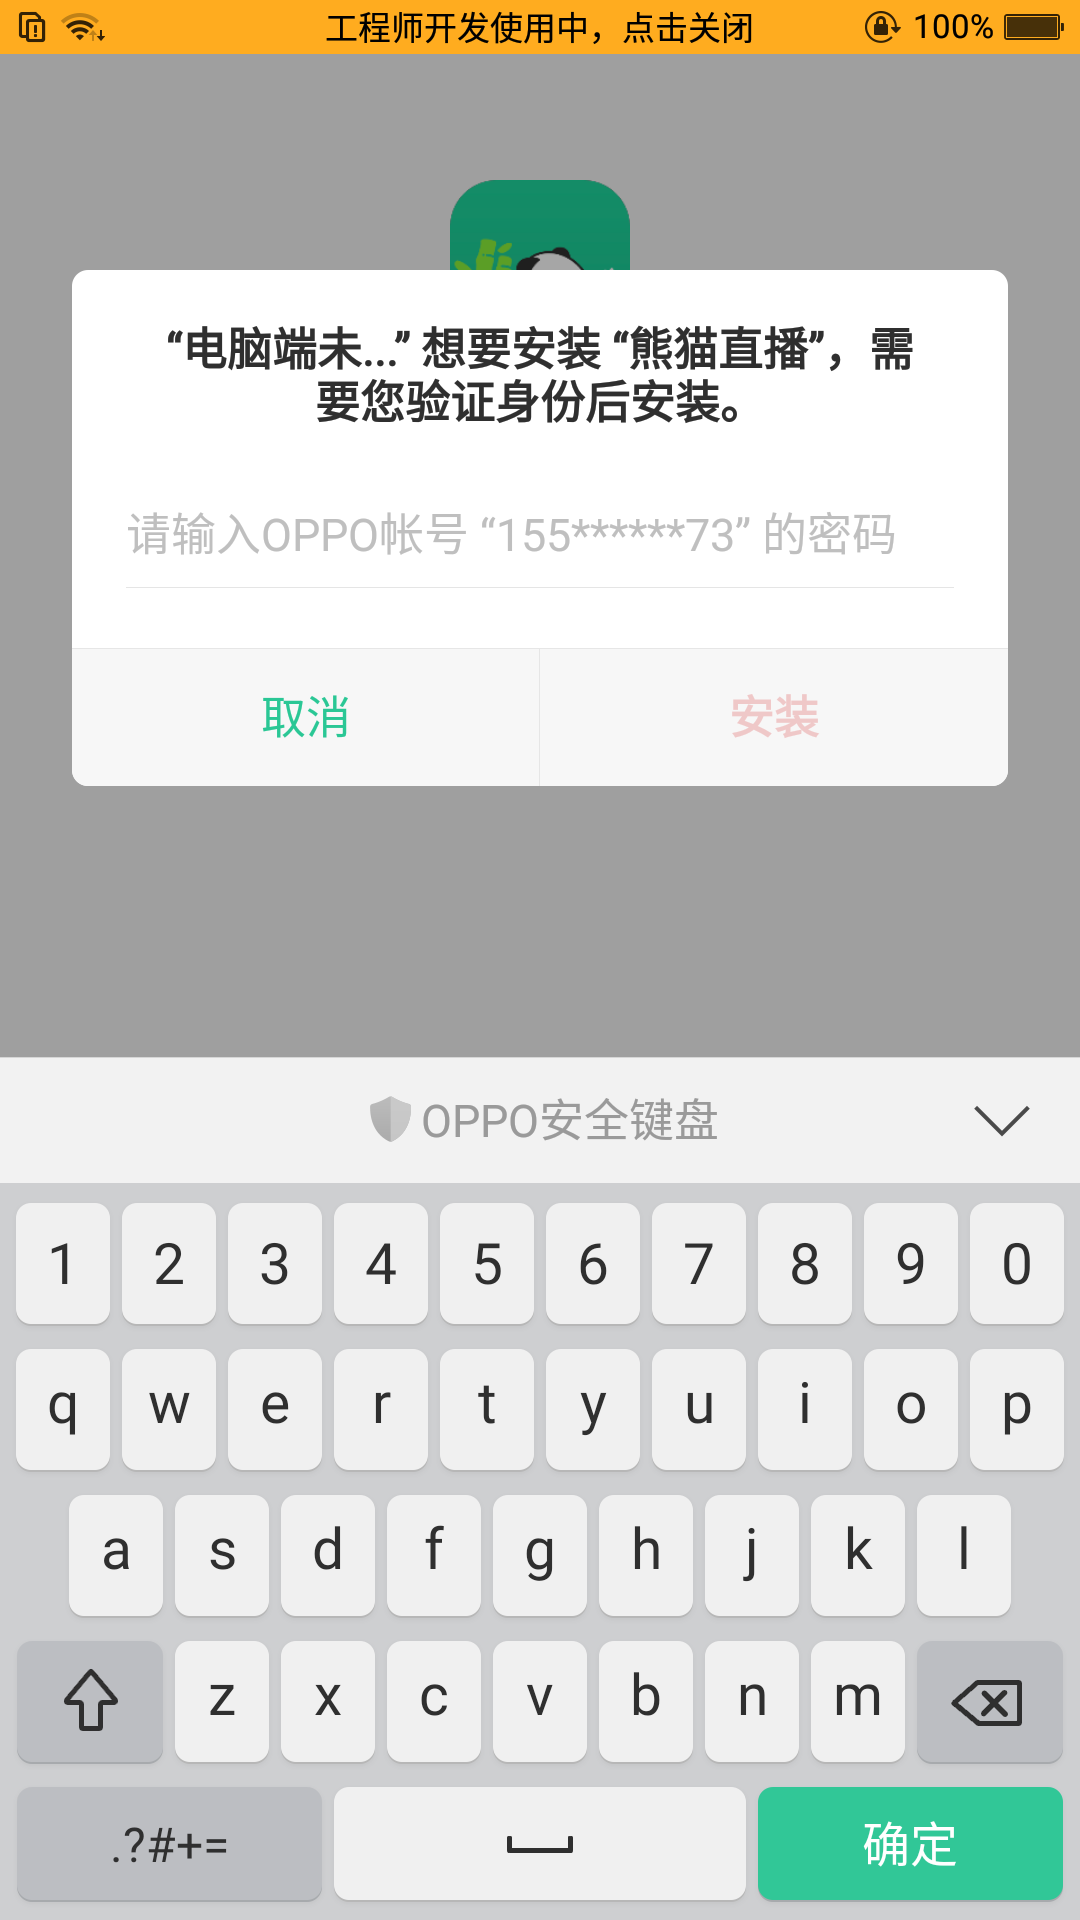 工程师开发使用中，点击关闭
100%
“电脑端未...” 想要安装 “熊猫直播”，需
要您验证身份后安装。
请输入OPPO帐号 “155******73” 的密码
取消
安装
OPPO安全键盘
1 2 3 4 5 6 7 8 9 0
q w e r t y u i o p
a s d f g h j k l
z x c v b n m
.?#+=
确定